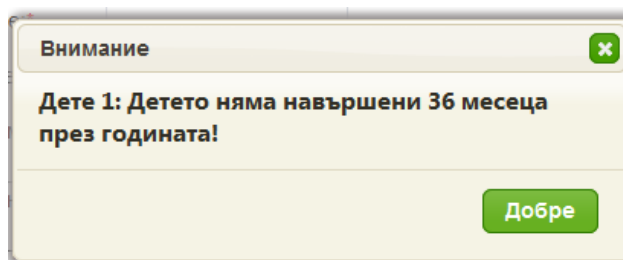 Внимание
Дете 1: Детето няма навършени 36 месеца
през годината!
Добре